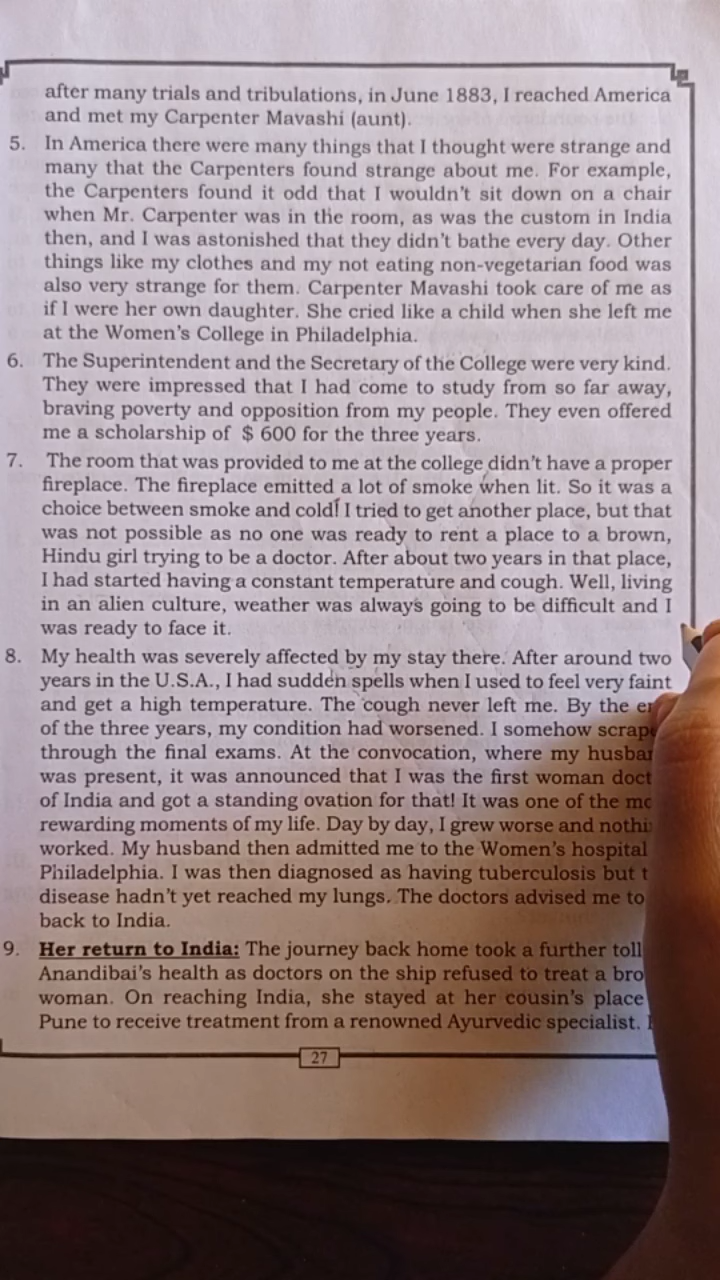 after many trials and tribulations, in June 1883, I reached America
and met my Carpenter Mavashi (aunt).
5. In America there were many things that I thought were strange and
many that the Carpenters found strange about me. For example,
the Carpenters found it odd that I wouldn't sit down on a chair
when Mr. Carpenter was in the room, as was the custom in India
then, and I was astonished that they didn't bathe every day. Other
things like my clothes and my not eating non-vegetarian food was
also very strange for them. Carpenter Mavashi took care of me as
if I were her own daughter. She cried like a child when she left me
at the Women's College in Philadelphia.
6. The Superintendent and the Secretary of the College were very kind.
They were impressed that I had come to study from so far away,
braving poverty and opposition from my people. They even offered
me a scholarship of $ 600 for the three years.
7. The room that was provided to me at the college didn't have a proper
fireplace. The fireplace emitted a lot of smoke when lit. So it was a
choice between smoke and cold! I tried to get another place, but that
was not possible as no one was ready to rent a place to a brown,
Hindu girl trying to be a doctor. After about two years in that place,
I had started having a constant temperature and cough. Well, living
in an alien culture, weather was always going to be difficult and I
was ready to face it.
8. My health was severely affected by my stay there. After around two
years in the U.S.A., I had sudden spells when I used to feel very faint
and get a high temperature. The cough never left me. By the
of the three years, my condition had worsened. I somehow
through the final exams. At the convocation, where my
was present, it was announced that I was the first woman
of India and got a standing ovation for that! It was one of the
rewarding moments of my life. Day by day, I grew worse and
worked. My husband then admitted me to the Women's hospital
Philadelphia. I was then diagnosed as having tuberculosis but
disease hadn't yet reached my lungs. The doctors advised me to
back to India.
9. Her return to India: The journey back home took a further toll
Anandibai's health as doctors on the ship refused to treat a
woman. On reaching India, she stayed at her cousin's place
Pune to receive treatment from a renowned Ayurvedic specialist.
27